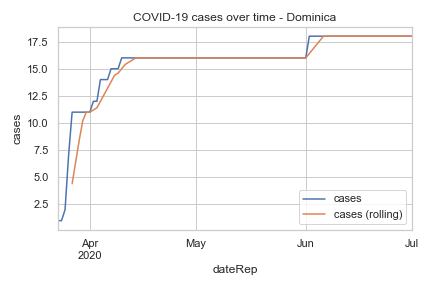 COVID-19 cases over time - Dominica
17.5
15.0
12.5
10.0
7.5
5.0
2.5
cases
cases
cases (rolling)
Apr
2020
May
Jun
Jul
dateRep